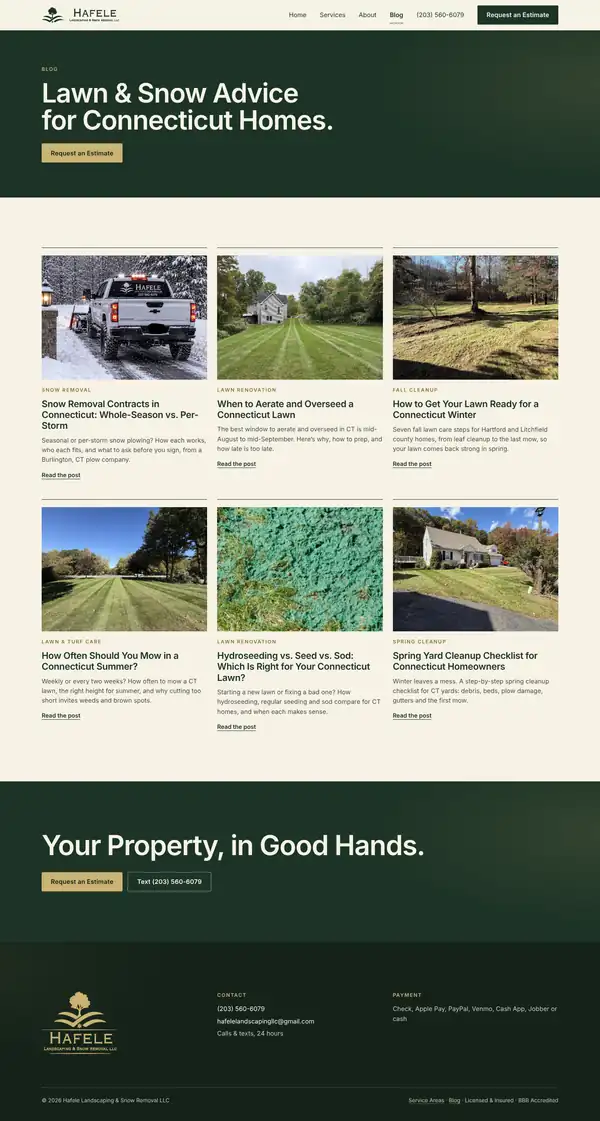 HAFELE
LANDSCAPING & SNOW REMOVAL LLC
Home Services About Blog (203) 560-6079 Request an Estimate
BLOG
Lawn & Snow Advice
for Connecticut Homes.
Request an Estimate
HAFELE
SNOW REMOVAL
Snow Removal Contracts in
Connecticut: Whole-Season vs. Per-
Storm
Seasonal or per-storm snow plowing? How each works,
who each fits, and what to ask before you sign, from a
Burlington, CT plow company.
Read the post
LAWN RENOVATION
When to Aerate and Overseed a
Connecticut Lawn
The best window to aerate and overseed in CT is mid-
August to mid-September. Here's why, how to prep, and
how late is too late.
Read the post
FALL CLEANUP
How to Get Your Lawn Ready for a
Connecticut Winter
Seven fall lawn care steps for Hartford and Litchfield
county homes, from leaf cleanup to the last mow, so
your lawn comes back strong in spring.
Read the post
LAWN & TURF CARE
How Often Should You Mow in a
Connecticut Summer?
Weekly or every two weeks? How often to mow a CT
lawn, the right height for summer, and why cutting too
short invites weeds and brown spots.
Read the post
LAWN RENOVATION
Hydroseeding vs. Seed vs. Sod:
Which Is Right for Your Connecticut
Lawn?
Starting a new lawn or fixing a bad one? How
hydroseeding, regular seeding and sod compare for CT
homes, and when each makes sense.
Read the post
SPRING CLEANUP
Spring Yard Cleanup Checklist for
Connecticut Homeowners
Winter leaves a mess. A step-by-step spring cleanup
checklist for CT yards: debris, beds, plow damage,
gutters and the first mow.
Read the post
Your Property, in Good Hands.
Request an Estimate
Text (203) 560-6079
HAFELE
LANDSCAPING & SNOW REMOVAL LLC
CONTACT
(203) 560-6079
hafelelandscapingllc@gmail.com
Calls & texts, 24 hours
PAYMENT
Check, Apple Pay, PayPal, Venmo, Cash App, Jobber or
cash
© 2026 Hafele Landscaping & Snow Removal LLC
Service Areas · Blog · Licensed & Insured · BBB Accredited